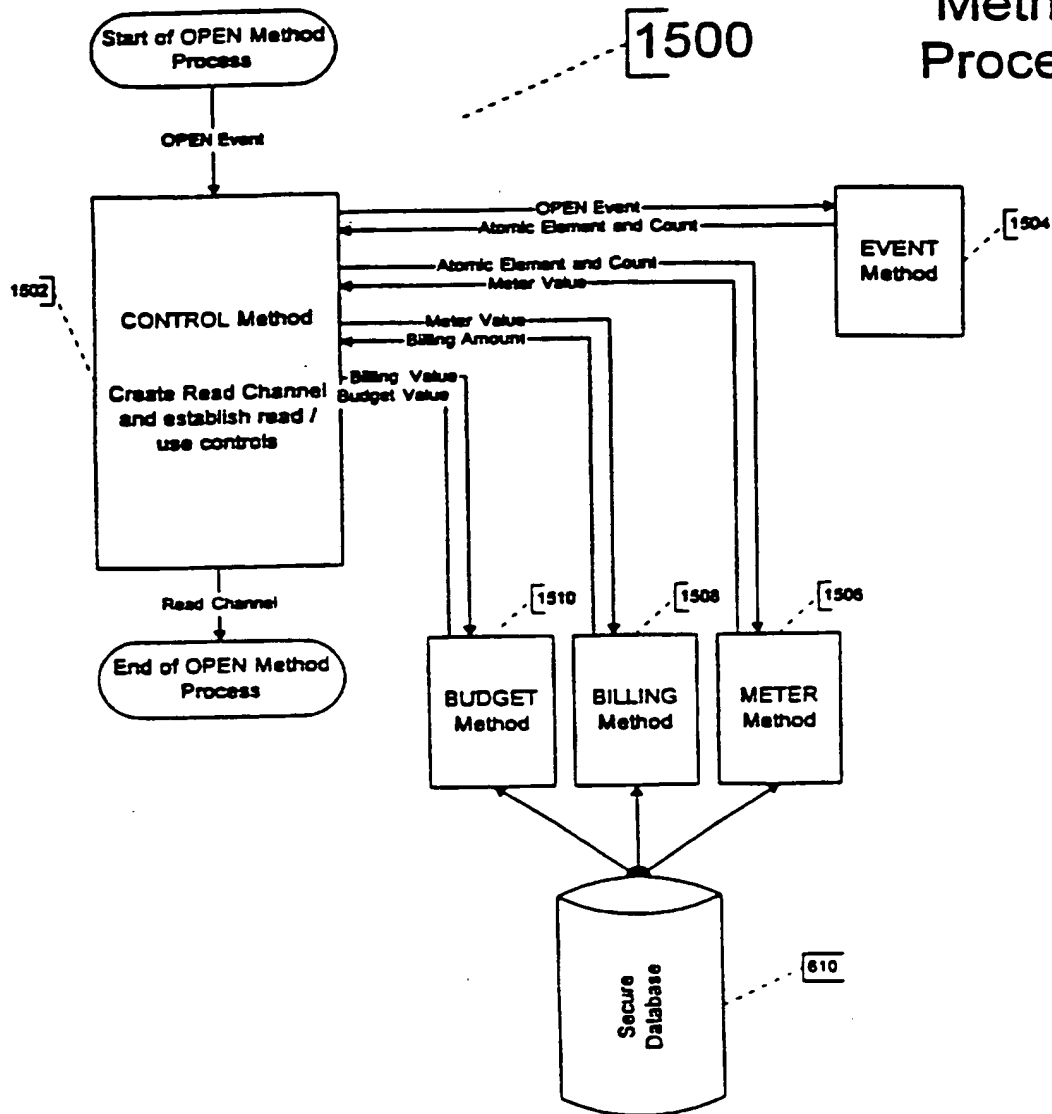 Start of OPEN Method
Process
1500
OPEN Event
OPEN Event
Atomic Element and Count
EVENT
Method
1504
1502
CONTROL Method
Create Read Channel
and establish read /
use controls
Atomic Element and Count
Meter Value
Meter Value
Billing Amount
Billing Value
Budget Value
Read Channel
End of OPEN Method
Process
1510
1508
1506
BUDGET
Method
BILLING
Method
METER
Method
Secure
Database
610